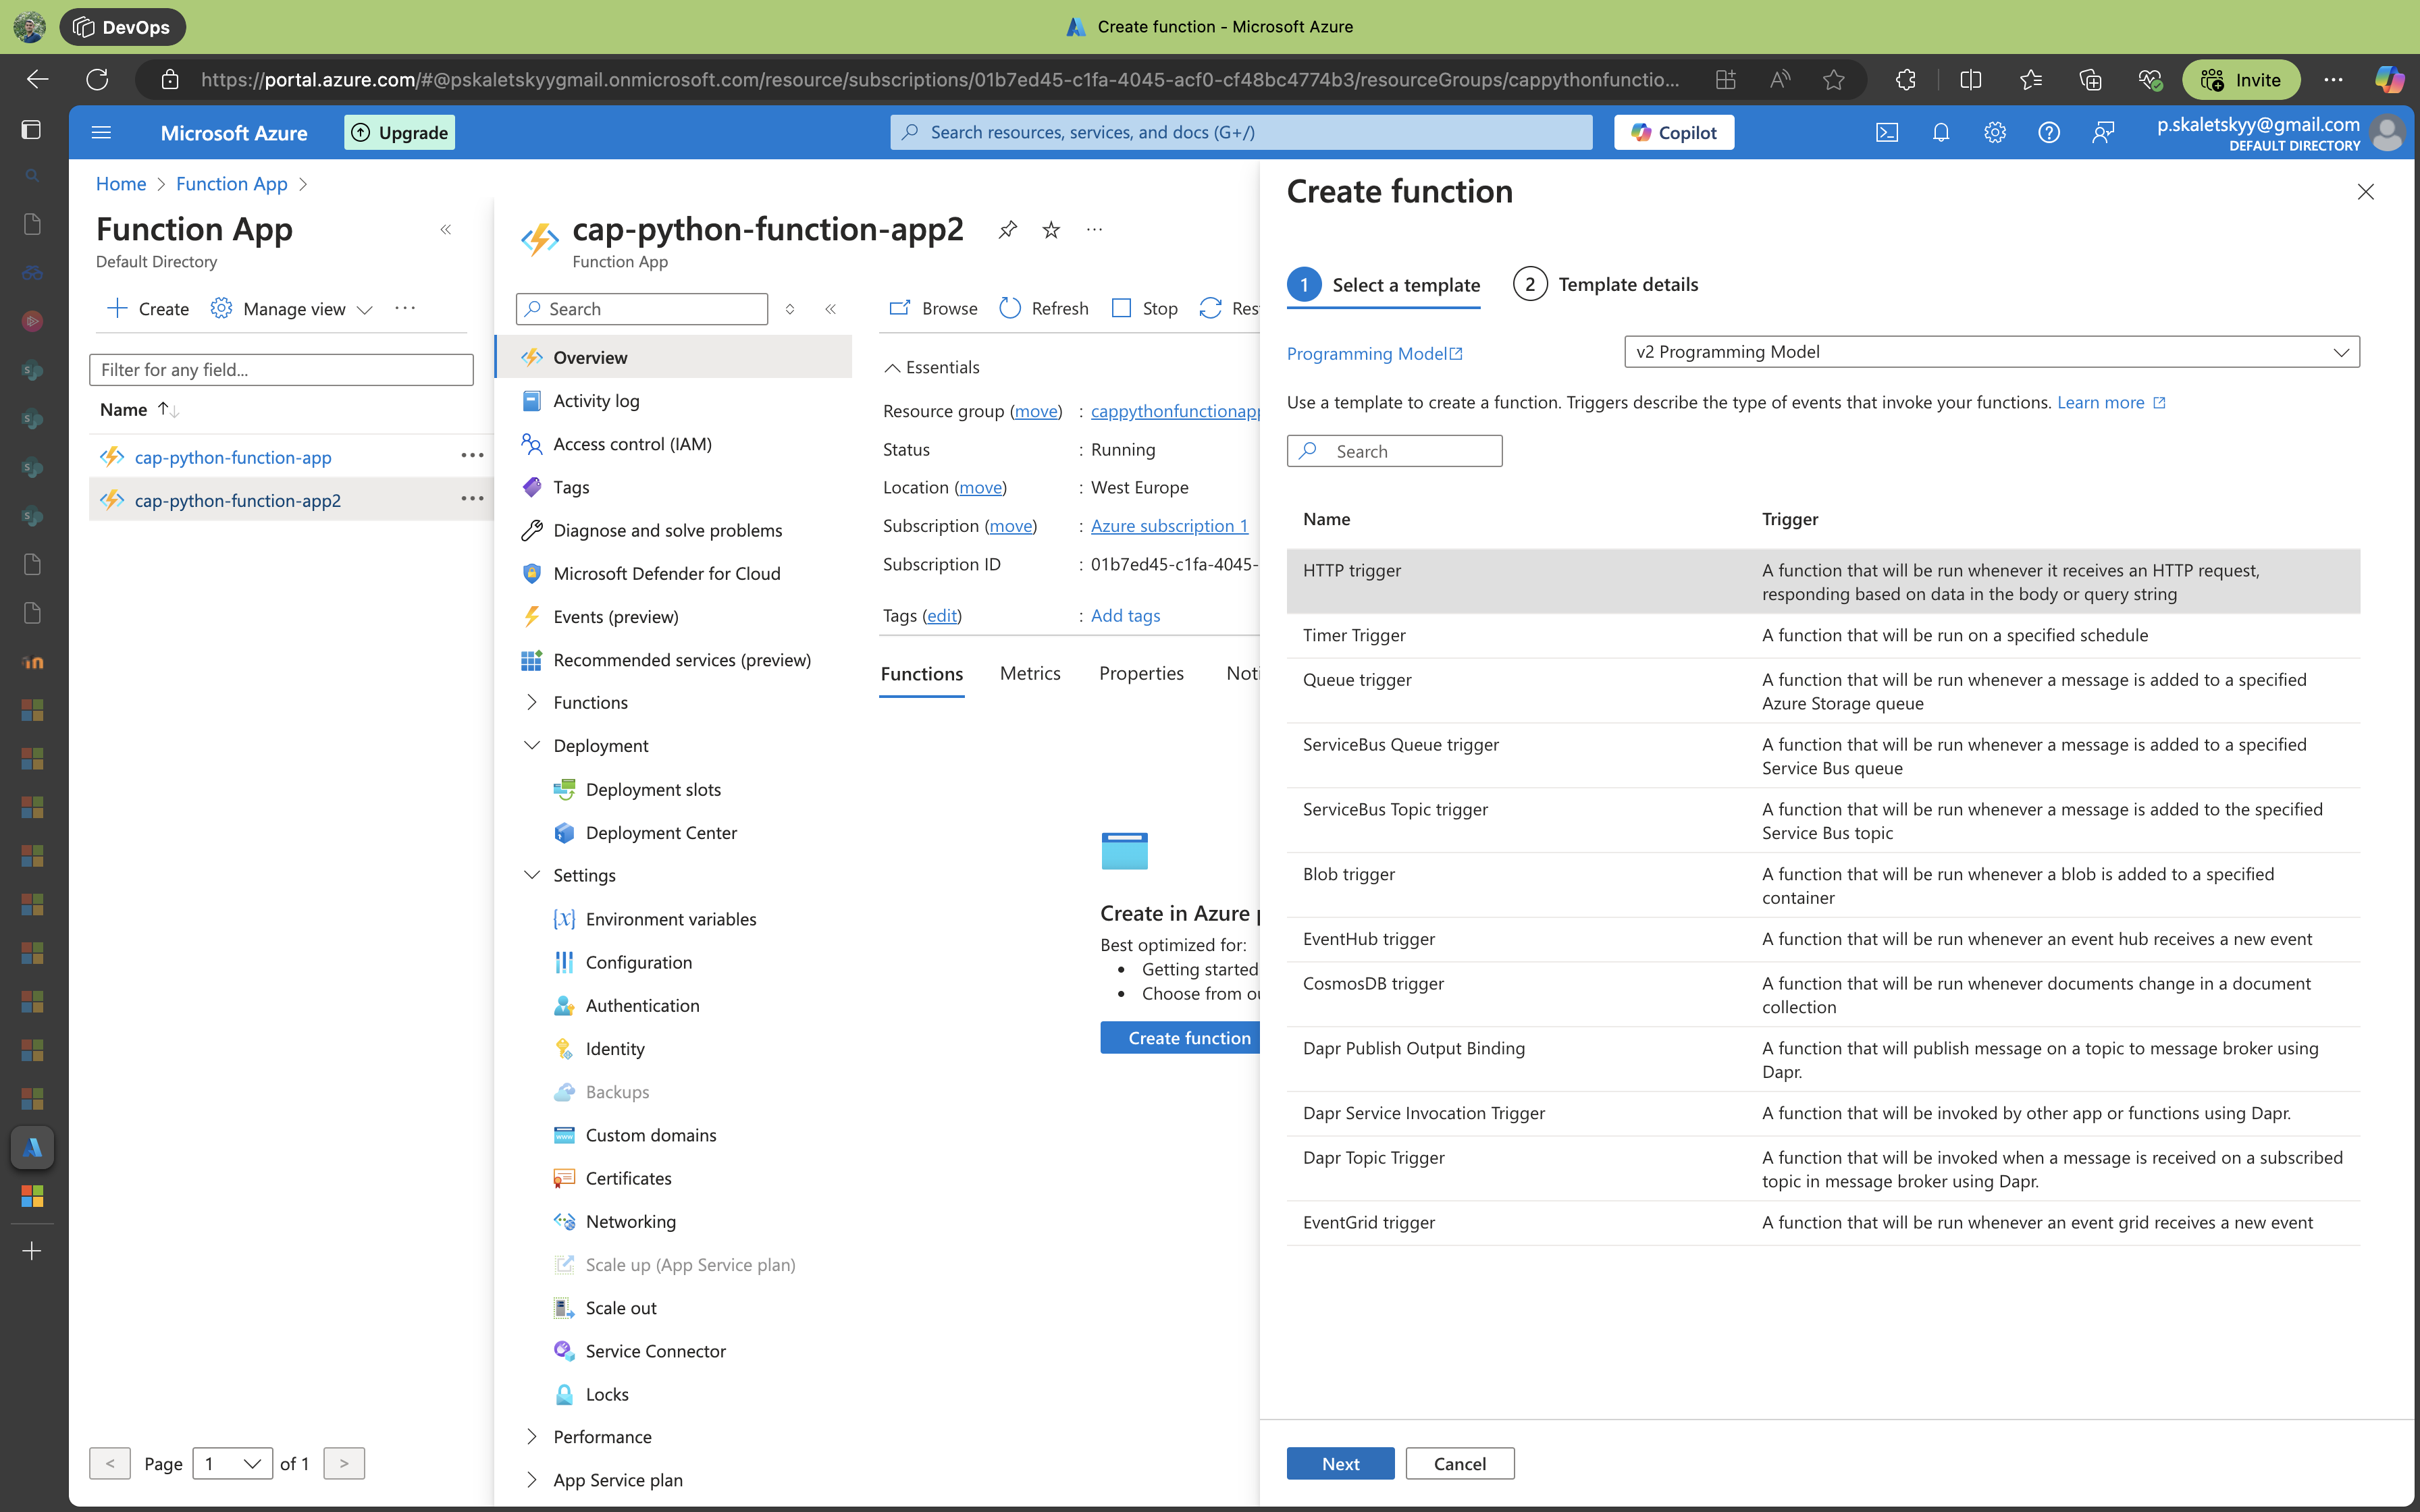 DevOps
Create function - Microsoft Azure
https://portal.azure.com/#@pskaletskyygmail.onmicrosoft.com/resource/subscriptions/01b7ed45-c1fa-4045-acf0-cf48bc4774b3/resourceGroups/cappythonfunctio...
Invite
Microsoft Azure
Upgrade
Search resources, services, and docs (G+/)
Copilot
p.skaletskyy@gmail.com
DEFAULT DIRECTORY
Home > Function App >
Function App
Default Directory
Create
Manage view
Filter for any field...
Name
cap-python-function-app
cap-python-function-app2
< Page 1 of 1 >
cap-python-function-app2
Function App
Search
Overview
Activity log
Access control (IAM)
Tags
Diagnose and solve problems
Microsoft Defender for Cloud
Events (preview)
Recommended services (preview)
Functions
Deployment
Deployment slots
Deployment Center
Settings
Environment variables
Configuration
Authentication
Identity
Backups
Custom domains
Certificates
Networking
Scale up (App Service plan)
Scale out
Service Connector
Locks
Performance
App Service plan
Browse
Refresh
Stop
Res
Essentials
Resource group (move) : cappythonfunctionapp
Status : Running
Location (move) : West Europe
Subscription (move) : Azure subscription 1
Subscription ID : 01b7ed45-c1fa-4045-
Tags (edit) : Add tags
Functions
Metrics
Properties
Noti
Create in Azure p
Best optimized for:
• Getting started
• Choose from ou
Create function
Create function
1 Select a template
2 Template details
Programming Model
v2 Programming Model
Use a template to create a function. Triggers describe the type of events that invoke your functions. Learn more
Search
Name Trigger
HTTP trigger A function that will be run whenever it receives an HTTP request,
responding based on data in the body or query string
Timer Trigger A function that will be run on a specified schedule
Queue trigger A function that will be run whenever a message is added to a specified
Azure Storage queue
ServiceBus Queue trigger A function that will be run whenever a message is added to a specified
Service Bus queue
ServiceBus Topic trigger A function that will be run whenever a message is added to the specified
Service Bus topic
Blob trigger A function that will be run whenever a blob is added to a specified
container
EventHub trigger A function that will be run whenever an event hub receives a new event
CosmosDB trigger A function that will be run whenever documents change in a document
collection
Dapr Publish Output Binding A function that will publish message on a topic to message broker using
Dapr.
Dapr Service Invocation Trigger A function that will be invoked by other app or functions using Dapr.
Dapr Topic Trigger A function that will be invoked when a message is received on a subscribed
topic in message broker using Dapr.
EventGrid trigger A function that will be run whenever an event grid receives a new event
Next
Cancel